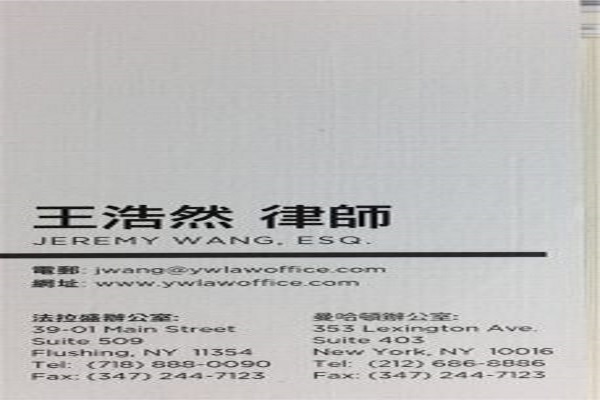 王浩然 律師
JEREMY WANG, ESQ.
電郵: jwang@ywlawoffice.com
網址: www.ywlawoffice.com
法拉盛辦公室:
39-01 Main Street
Suite 509
Flushing, NY 11354
Tel: (718) 888-0090
Fax: (347) 244-7123
曼哈頓辦公室:
353 Lexington Ave.
Suite 403
New York, NY 10016
Tel: (212) 686-8886
Fax: (347) 244-7123